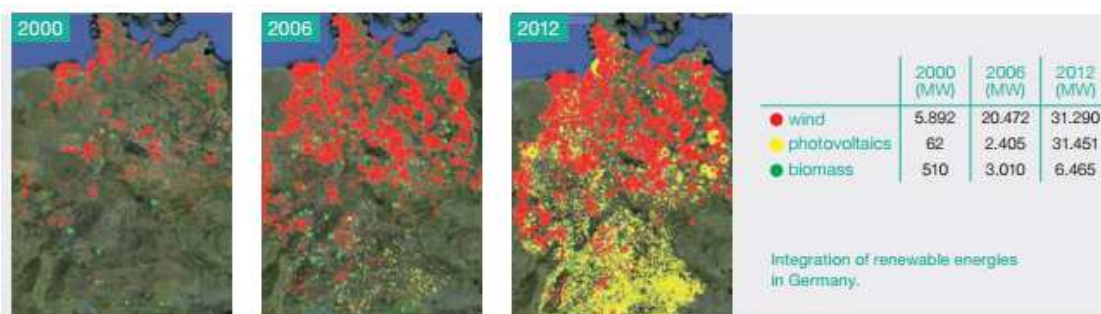 2000
2006
2012
2000 2006 2012
(MW) (MW) (MW)
wind 5.892 20.472 31.290
photovoltaics 62 2.405 31.451
biomass 510 3.010 6.465
Integration of renewable energies
in Germany.